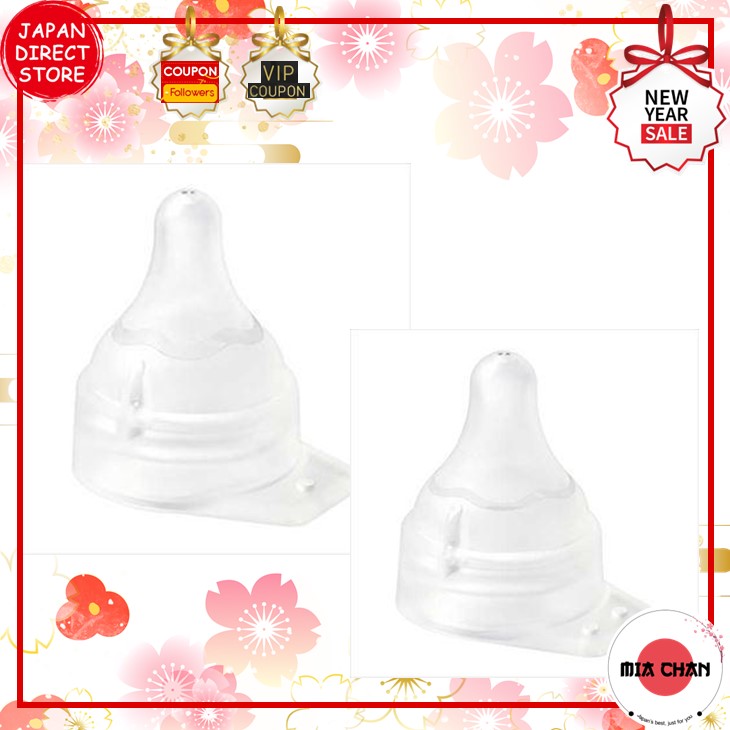 JAPAN
DIRECT
STORE
COUPON
Followers
VIP
COUPON
NEW
YEAR
SALE
MIA CHAN
Japan's best, just for you